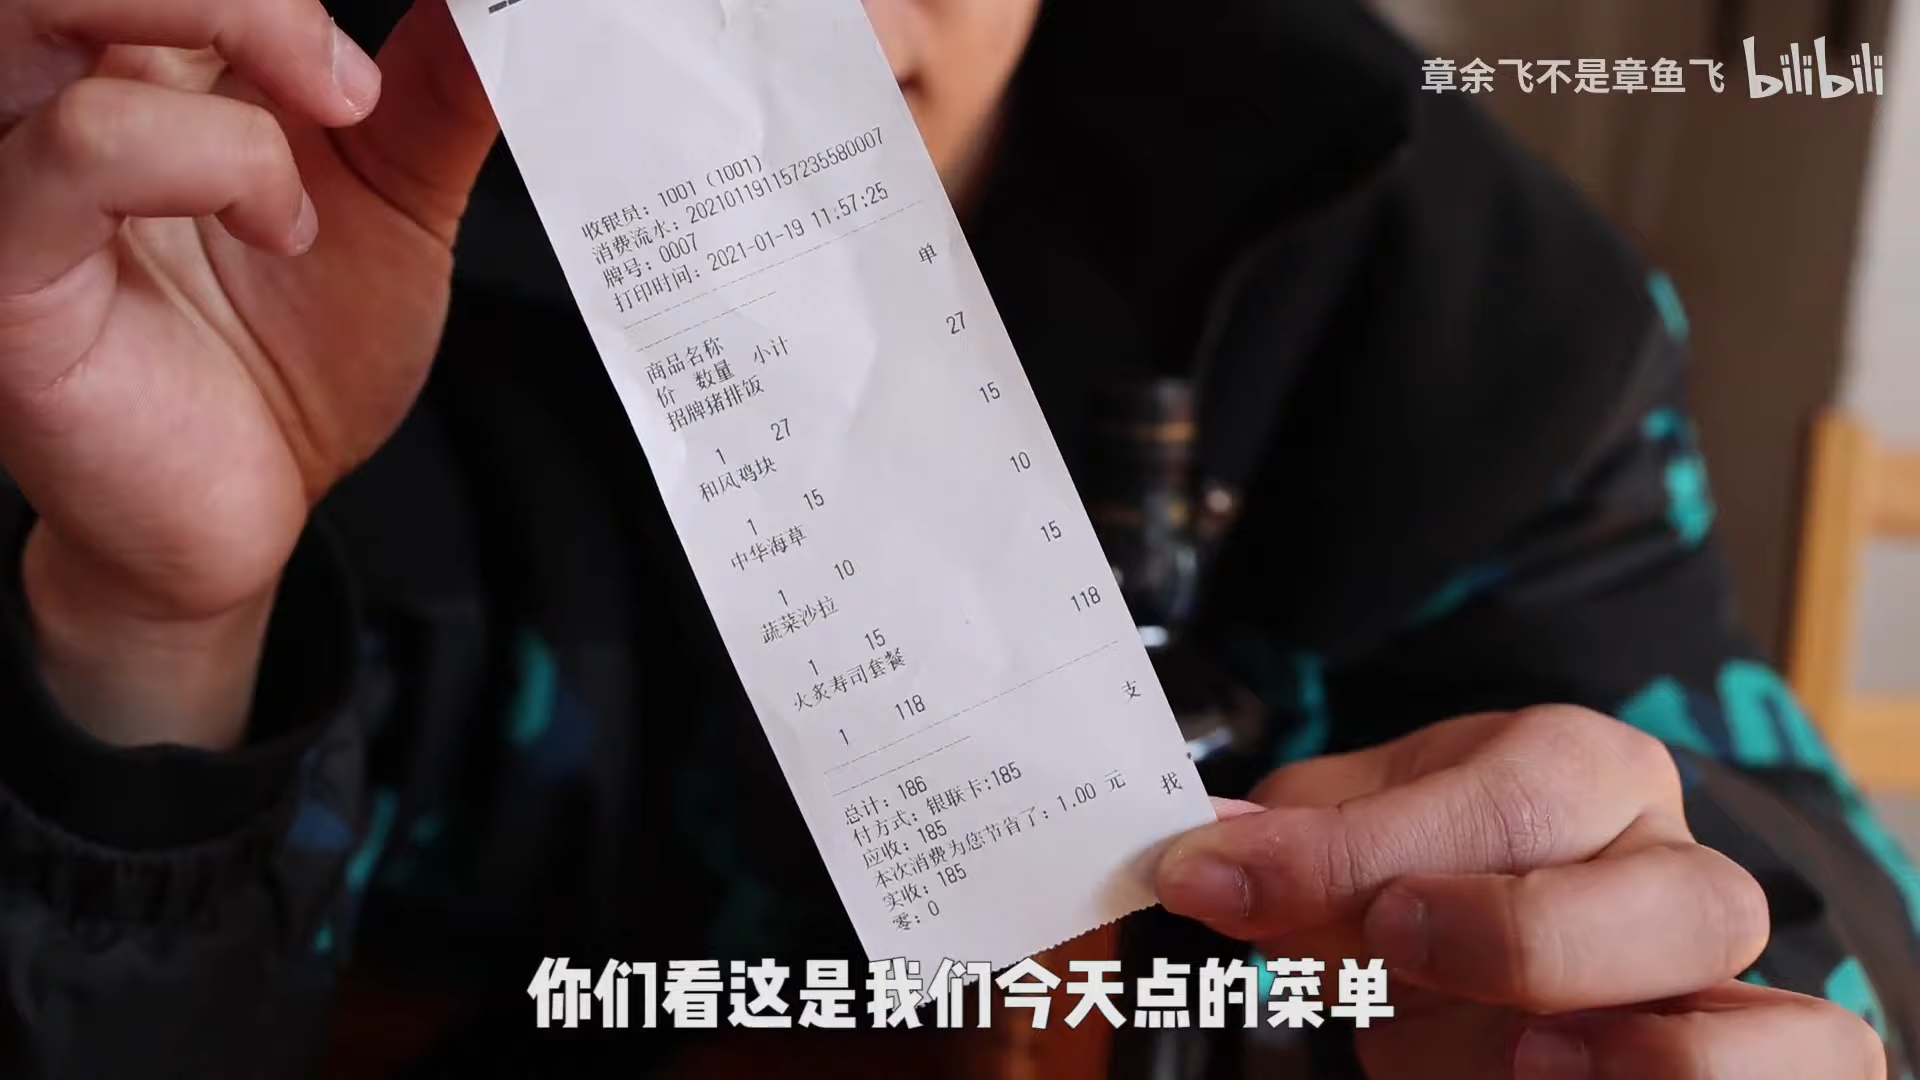 章余飞不是章鱼飞 bilibili
收银员：1001（1001）
消费流水：20210119115723558​0007
牌号：0007
打印时间：2021-01-19 11:57:25
商品名称 单
价 数量 小计
招牌猪排饭 27
1 27
和风鸡块 15
1 15
中华海草 10
1 10
蔬菜沙拉 15
1 15
火炙寿司套餐 118
1 118
总计：186 支
付方式：银联卡:185
应收：185
本次消费为您节省了：1.00 元
实收：185 找
零：0
你们看这是我们今天点的菜单